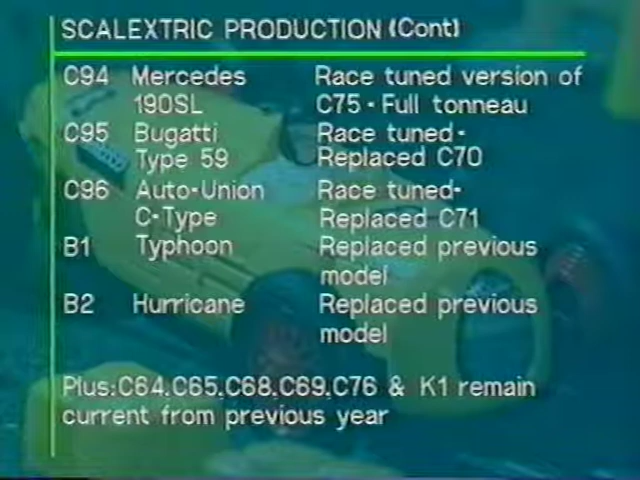 SCALEXTRIC PRODUCTION (Cont)
C94 Mercedes Race tuned version of
190SL C75 - Full tonneau
C95 Bugatti Race tuned-
Type 59 Replaced C70
C96 Auto-Union Race tuned-
C-Type Replaced C71
B1 Typhoon Replaced previous
model
B2 Hurricane Replaced previous
model
Plus:C64,C65,C68,C69,C76 & K1 remain
current from previous year